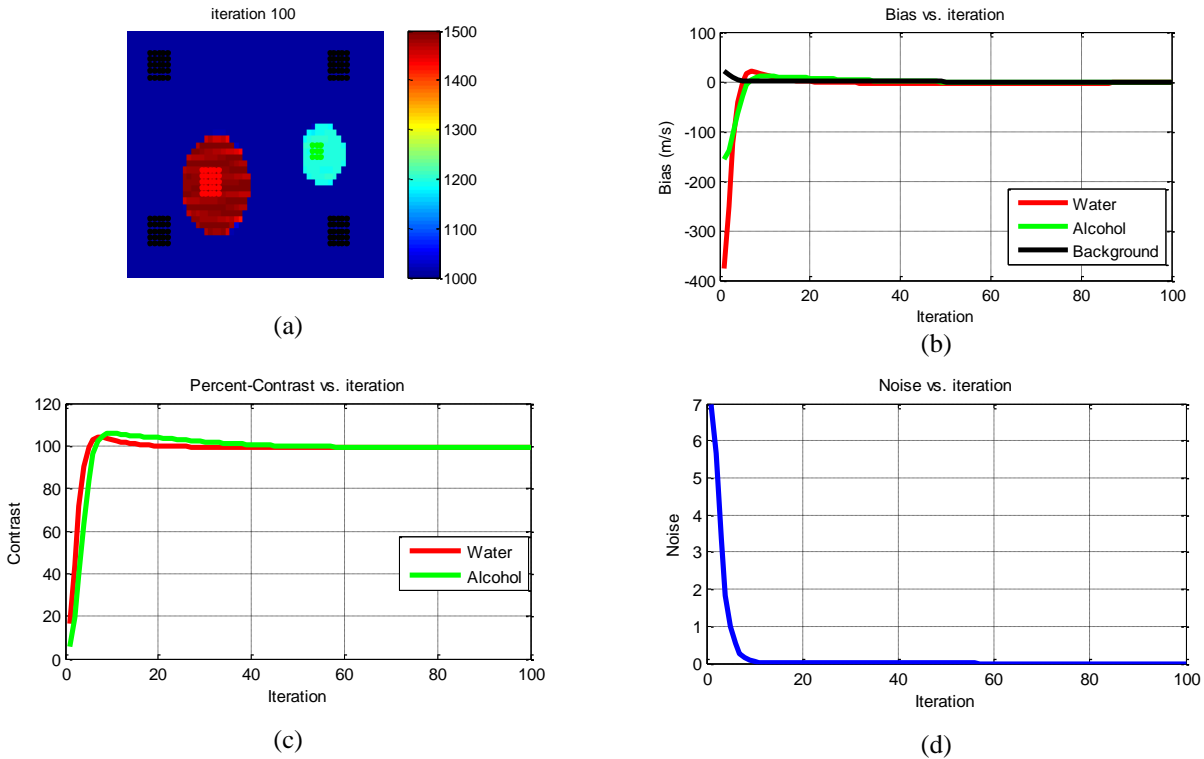 iteration 100
1500
1400
1300
1200
1100
1000
(a)
Bias vs. iteration
100
0
-100
-200
-300
-400
Bias (m/s)
Water
Alcohol
Background
0 20 40 60 80 100
Iteration
(b)
Percent-Contrast vs. iteration
120
100
80
60
40
20
0
Contrast
Water
Alcohol
0 20 40 60 80 100
Iteration
(c)
Noise vs. iteration
7
6
5
4
3
2
1
0
Noise
0 20 40 60 80 100
Iteration
(d)